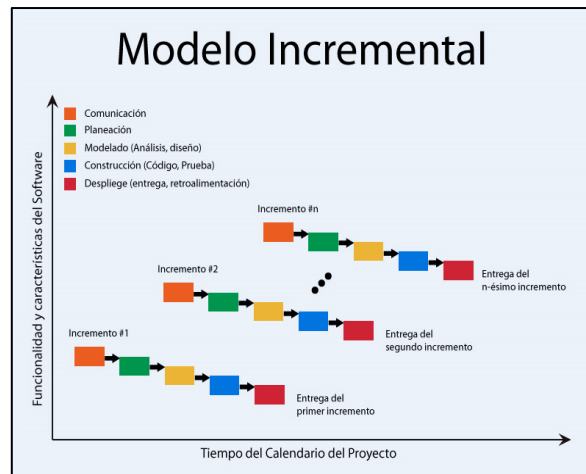 Modelo Incremental
Funcionalidad y características del Software
Comunicación
Planeación
Modelado (Análisis, diseño)
Construcción (Código, Prueba)
Despliege (entrega, retroalimentación)
Incremento #n
Entrega del
n-ésimo incremento
Incremento #2
Entrega del
segundo incremento
Incremento #1
Entrega del
primer incremento
Tiempo del Calendario del Proyecto